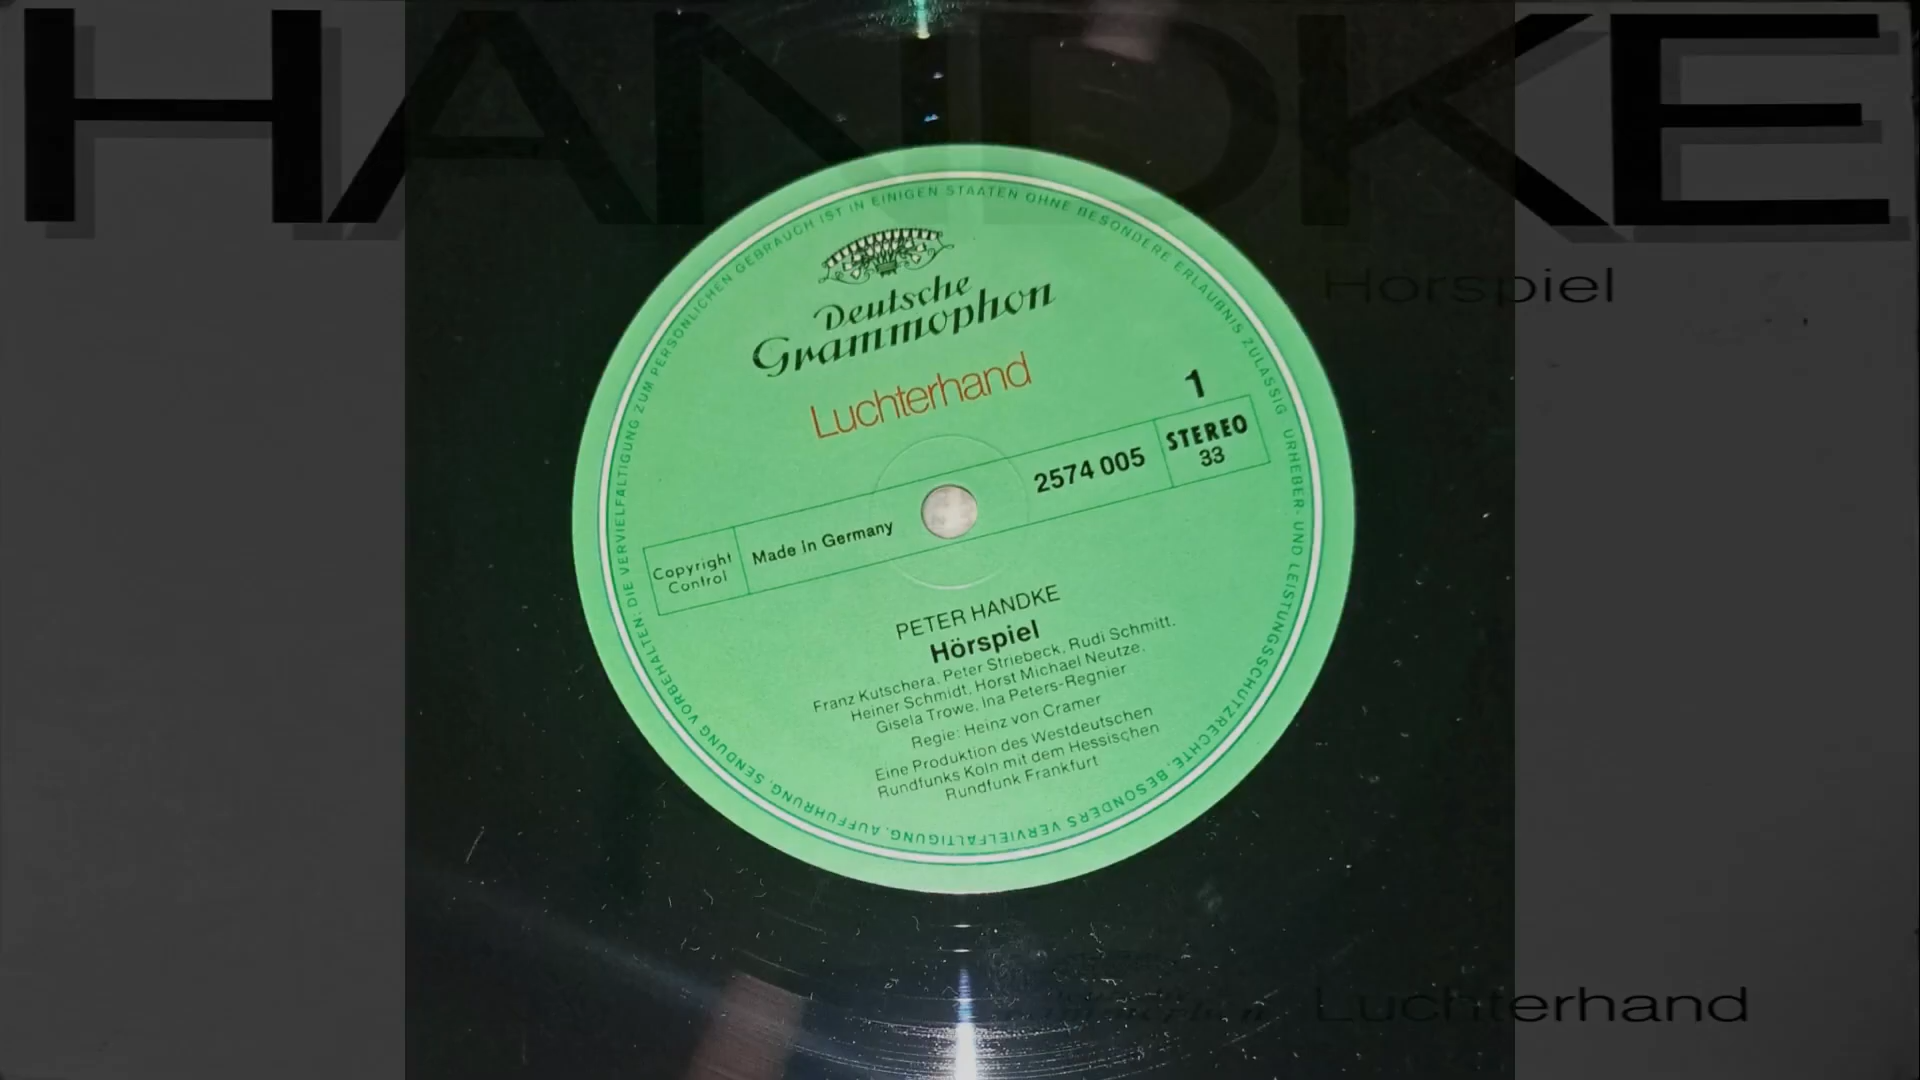 HANDKE
Hörspiel
DIE VERVIELFÄLTIGUNG ZUM PERSÖNLICHEN GEBRAUCH IST IN EINIGEN STAATEN OHNE BESONDERE ERLAUBNIS ZULÄSSIG URHEBER- UND LEISTUNGSSCHUTZRECHTE, BESONDERS VERVIELFÄLTIGUNG, AUFFÜHRUNG, SENDUNG VORBEHALTEN:
Deutsche
Grammophon
Luchterhand
1
STEREO
33
2574 005
Made in Germany
Copyright
Control
PETER HANDKE
Hörspiel
Franz Kutschera, Peter Striebeck, Rudi Schmitt,
Heiner Schmidt, Horst Michael Neutze,
Gisela Trowe, Ina Peters-Regnier
Regie: Heinz von Cramer
Eine Produktion des Westdeutschen
Rundfunks Köln mit dem Hessischen
Rundfunk Frankfurt
Luchterhand